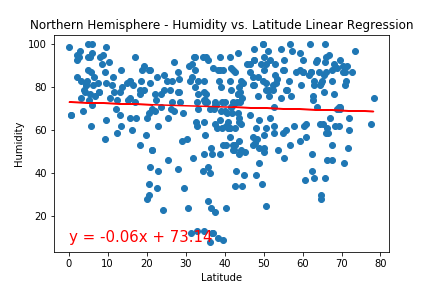 Northern Hemisphere - Humidity vs. Latitude Linear Regression
100
80
60
40
20
Humidity
y = -0.06x + 73.14
0 10 20 30 40 50 60 70 80
Latitude